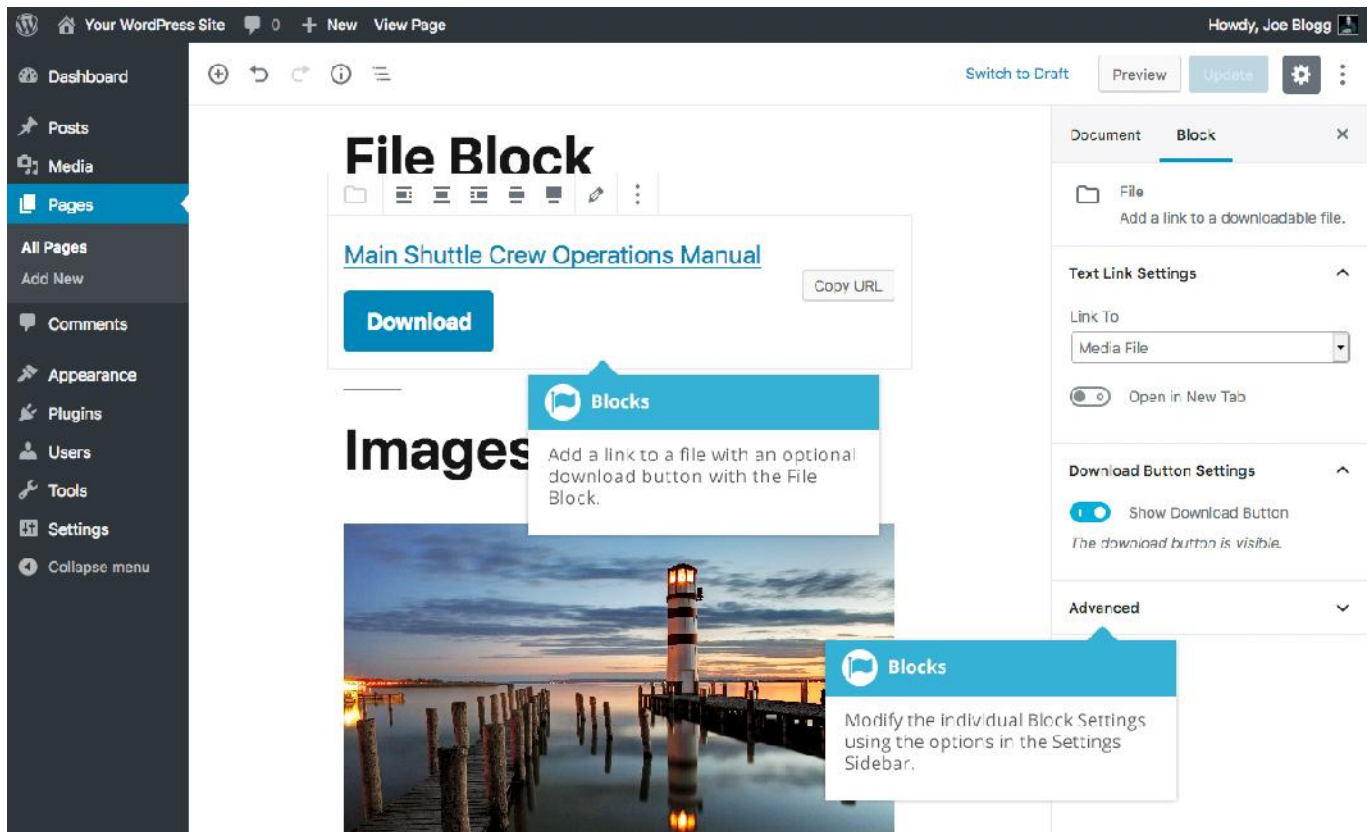 Your WordPress Site 0 + New View Page
Howdy, Joe Blogg
Dashboard
Posts
Media
Pages
All Pages
Add New
Comments
Appearance
Plugins
Users
Tools
Settings
Collapse menu
Switch to Draft
Preview
Update
File Block
Main Shuttle Crew Operations Manual
Copy URL
Download
Blocks
Add a link to a file with an optional
download button with the File
Block.
Images
Document Block
File
Add a link to a downloadable file.
Text Link Settings
Link To
Media File
Open in New Tab
Download Button Settings
Show Download Button
The download button is visible.
Advanced
Blocks
Modify the individual Block Settings
using the options in the Settings
Sidebar.